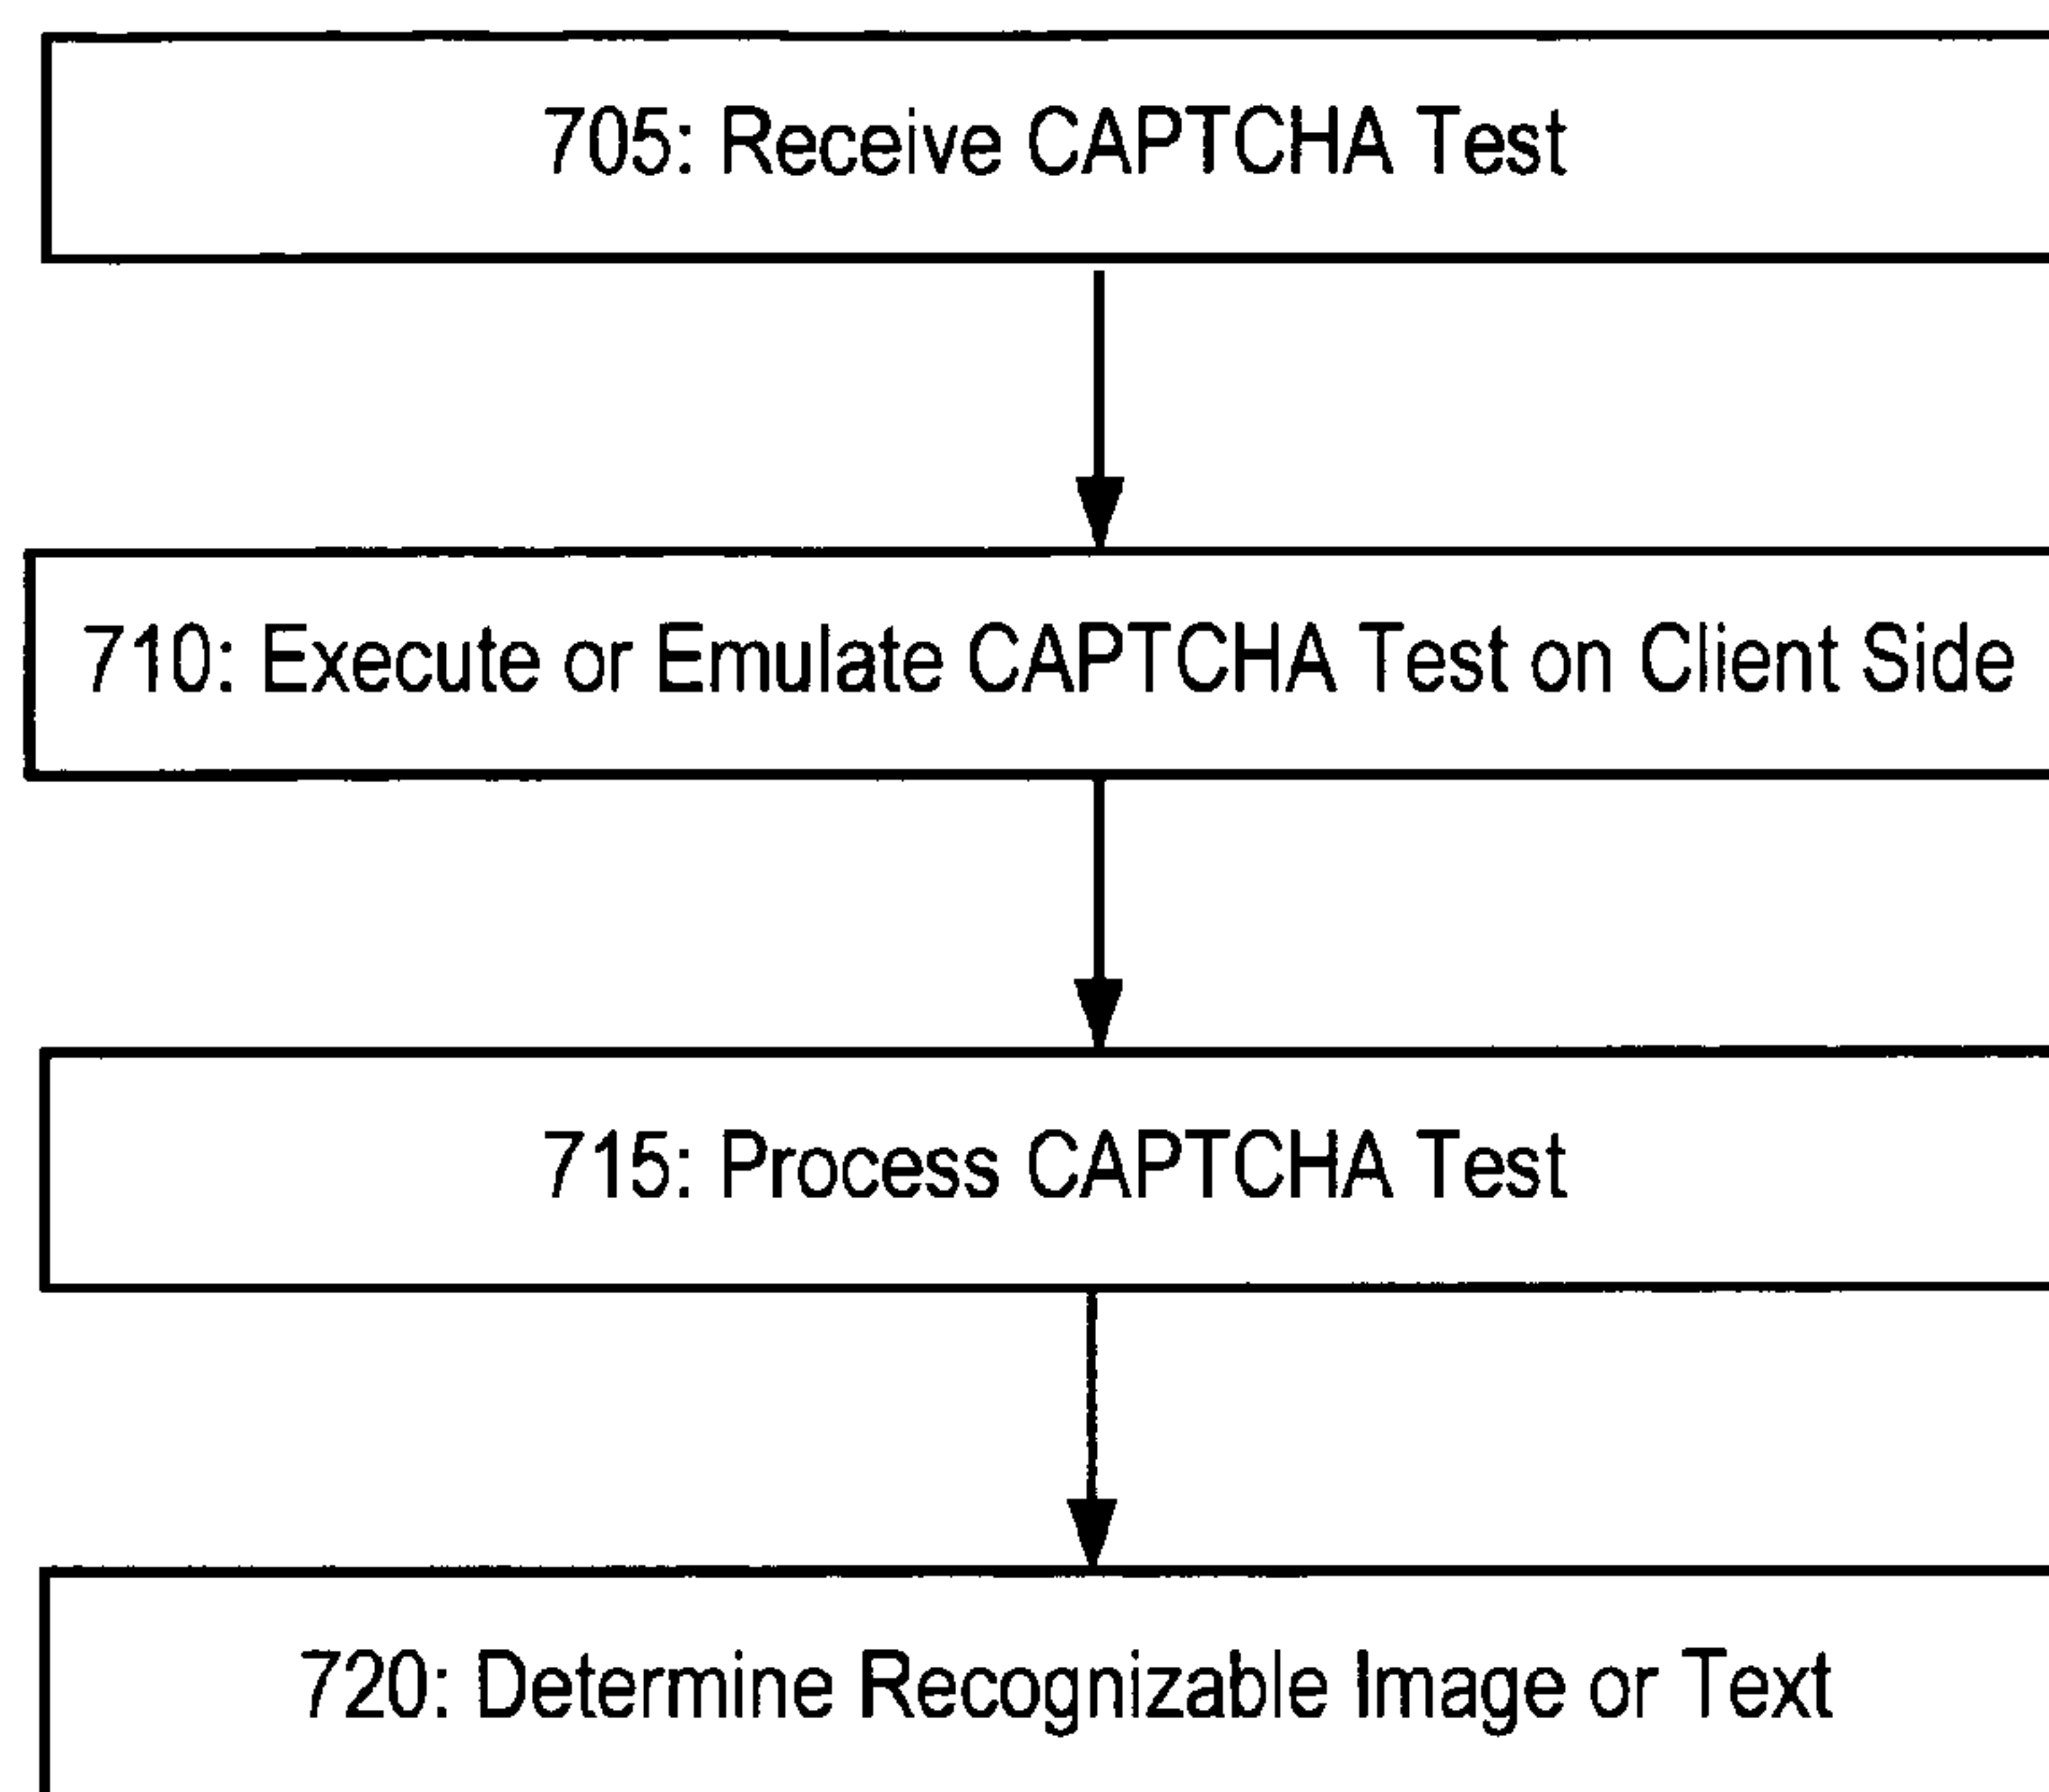 705: Receive CAPTCHA Test
710: Execute or Emulate CAPTCHA Test on Client Side
715: Process CAPTCHA Test
720: Determine Recognizable Image or Text